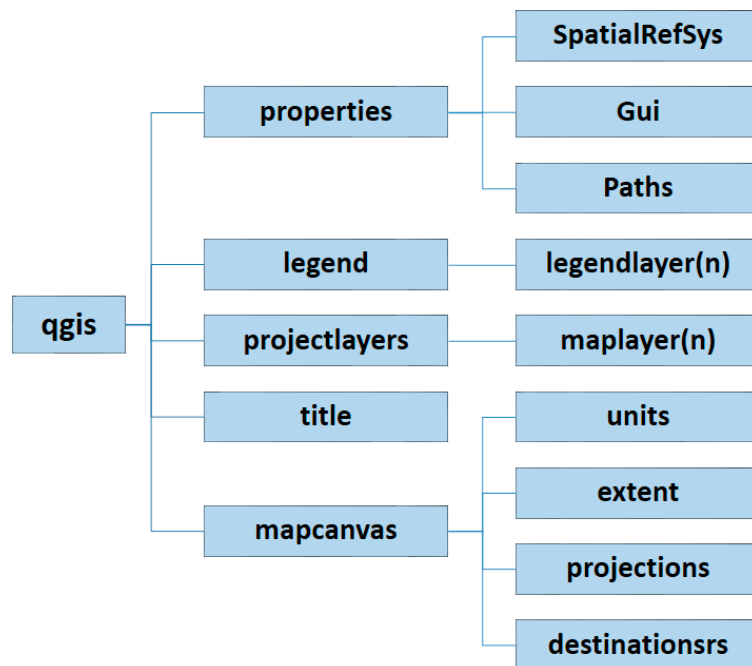 SpatialRefSys
properties
Gui
Paths
legend
legendlayer(n)
qgis
projectlayers
maplayer(n)
title
units
extent
mapcanvas
projections
destinationsrs